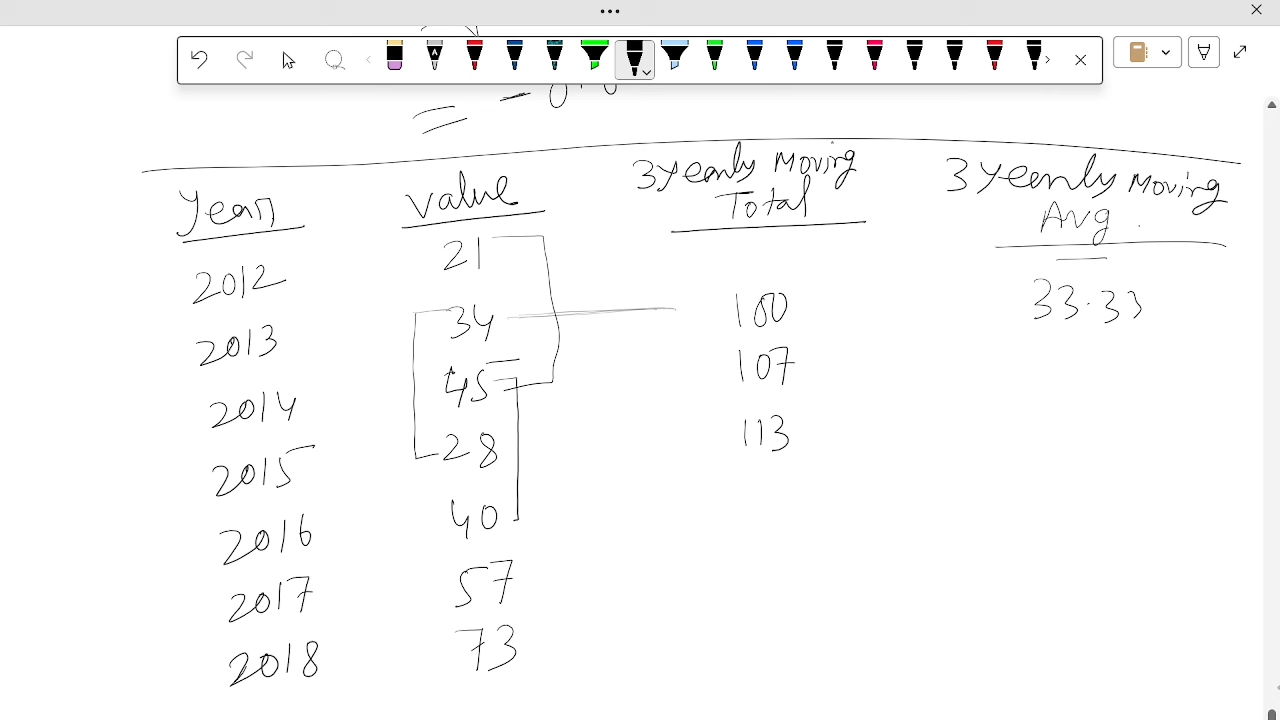 Year value 3 Yearly Moving Total 3 Yearly Moving Avg.
2012 21
2013 34 100 33.33
2014 45 107
2015 28 113
2016 40
2017 57
2018 73